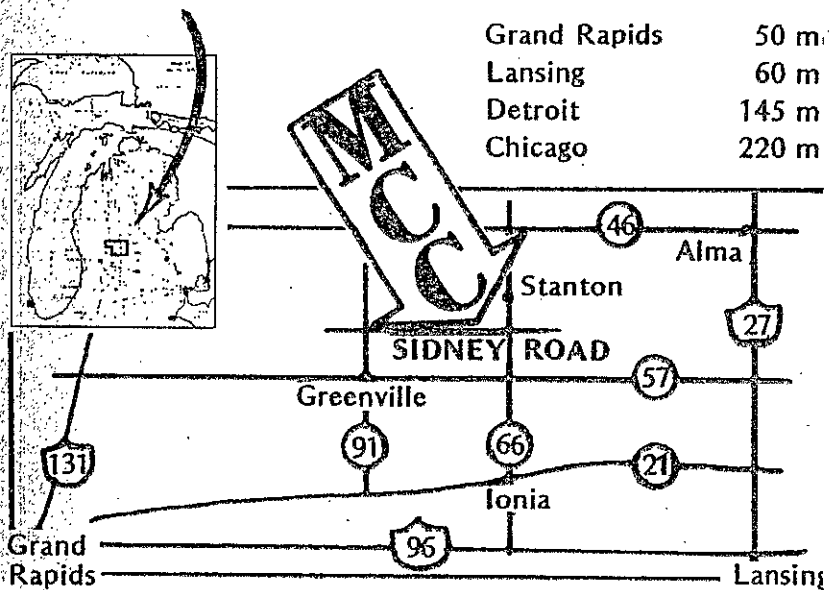 Grand Rapids 50 m
Lansing 60 m
Detroit 145 m
Chicago 220 m
MCC
46
Alma
Stanton
27
SIDNEY ROAD
57
Greenville
91
66
21
131
Ionia
96
Grand
Rapids
Lansing